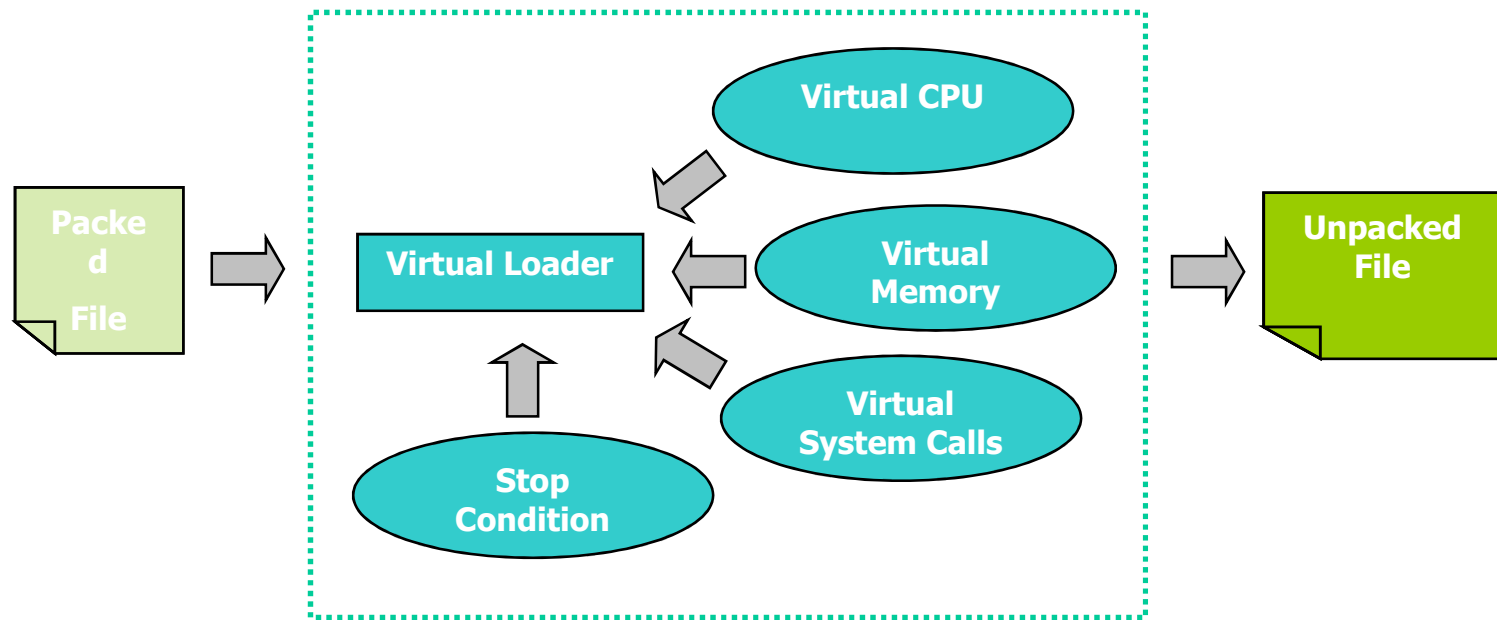 Packe
d
File
Virtual Loader
Virtual CPU
Virtual
Memory
Virtual
System Calls
Stop
Condition
Unpacked
File